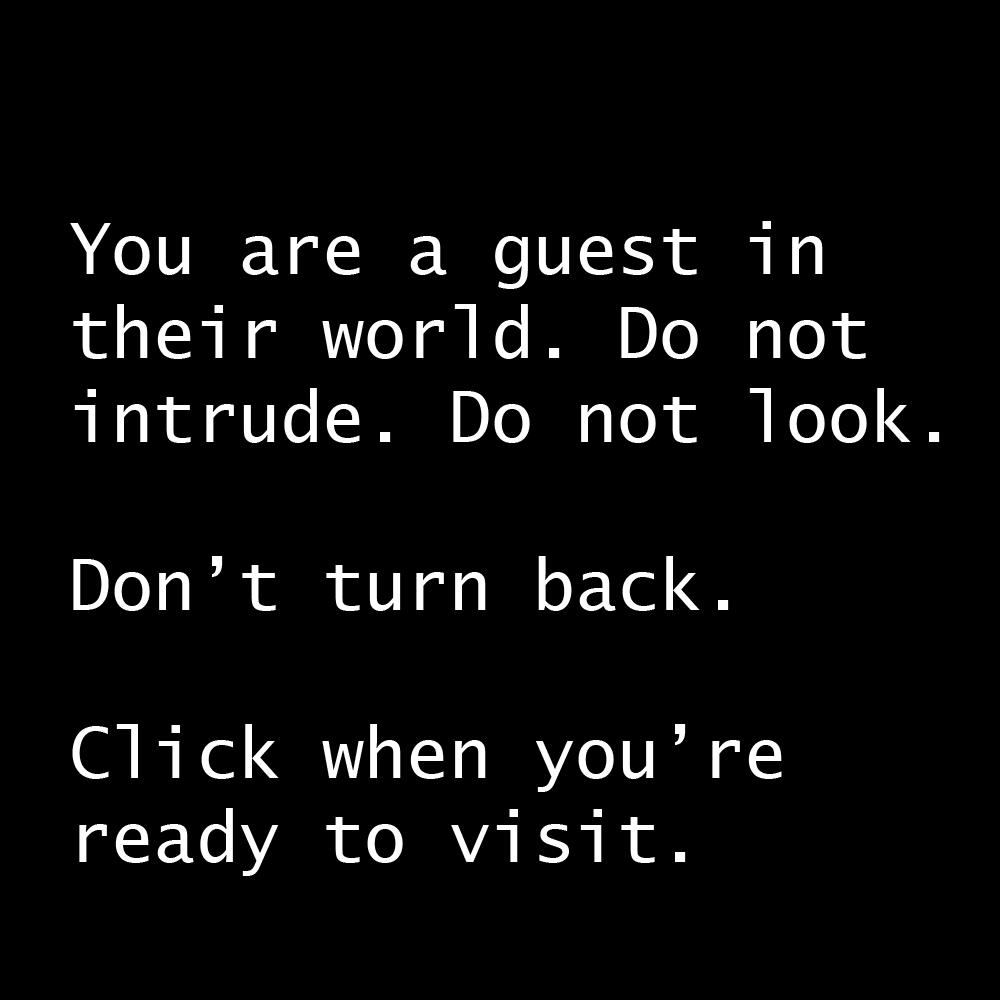 You are a guest in
their world. Do not
intrude. Do not look.
Don’t turn back.
Click when you’re
ready to visit.